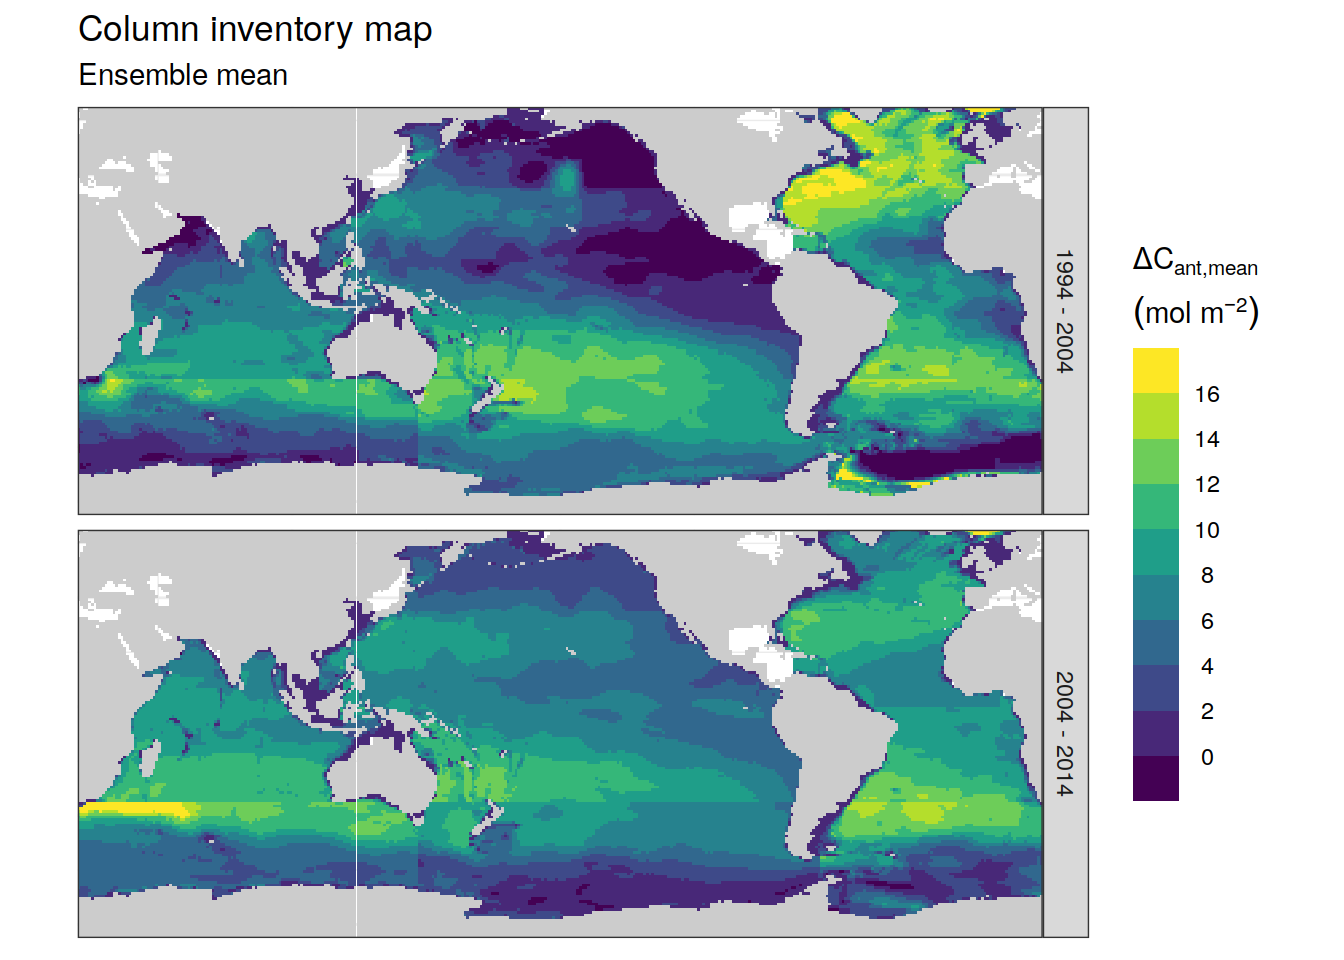 Column inventory map
Ensemble mean
1994 - 2004
2004 - 2014
ΔCant,mean
(mol m−2)
16
14
12
10
8
6
4
2
0